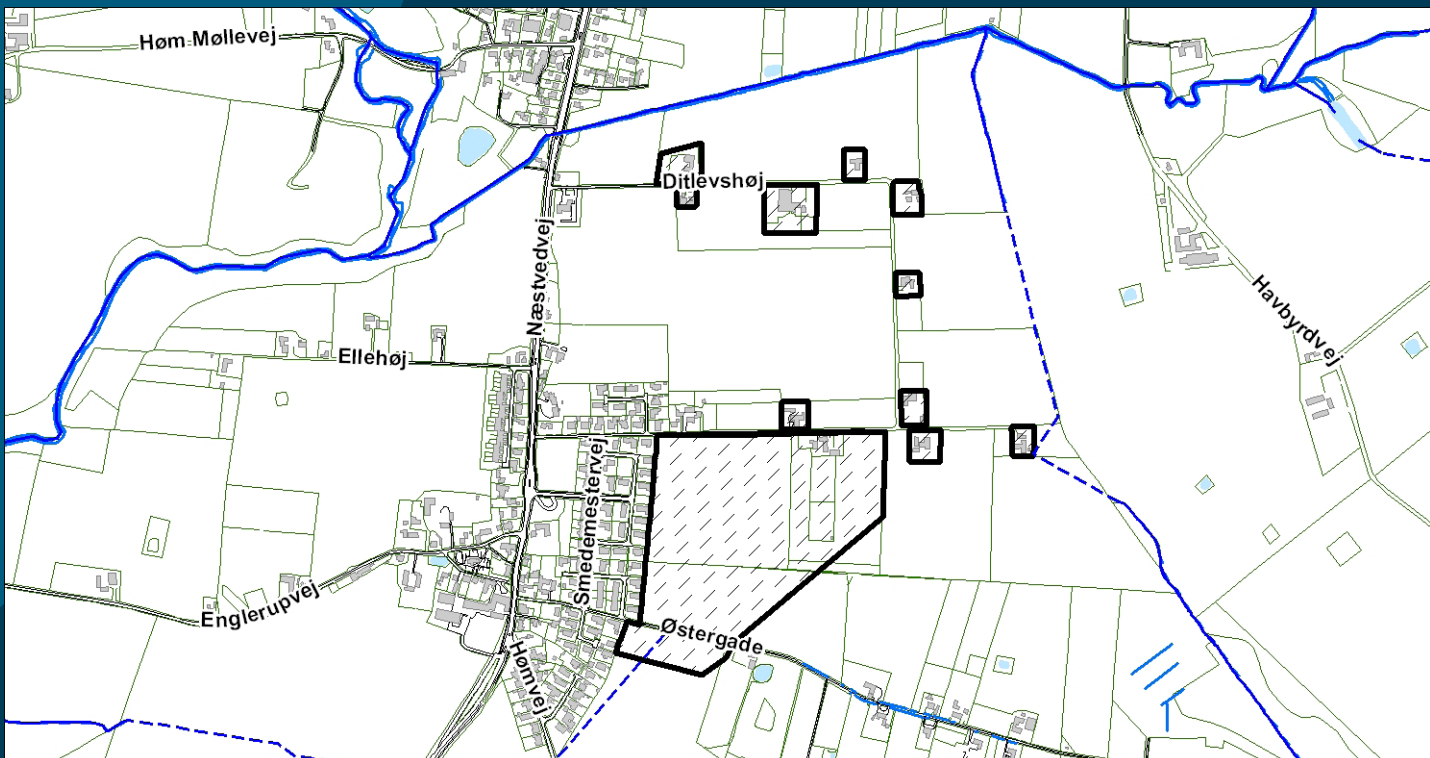 Høm Møllevej
Ditlevshøj
Næstvedvej
Havbyrdvej
Ellehøj
Smedemestervej
Englerupvej
Østergade
Hømvej